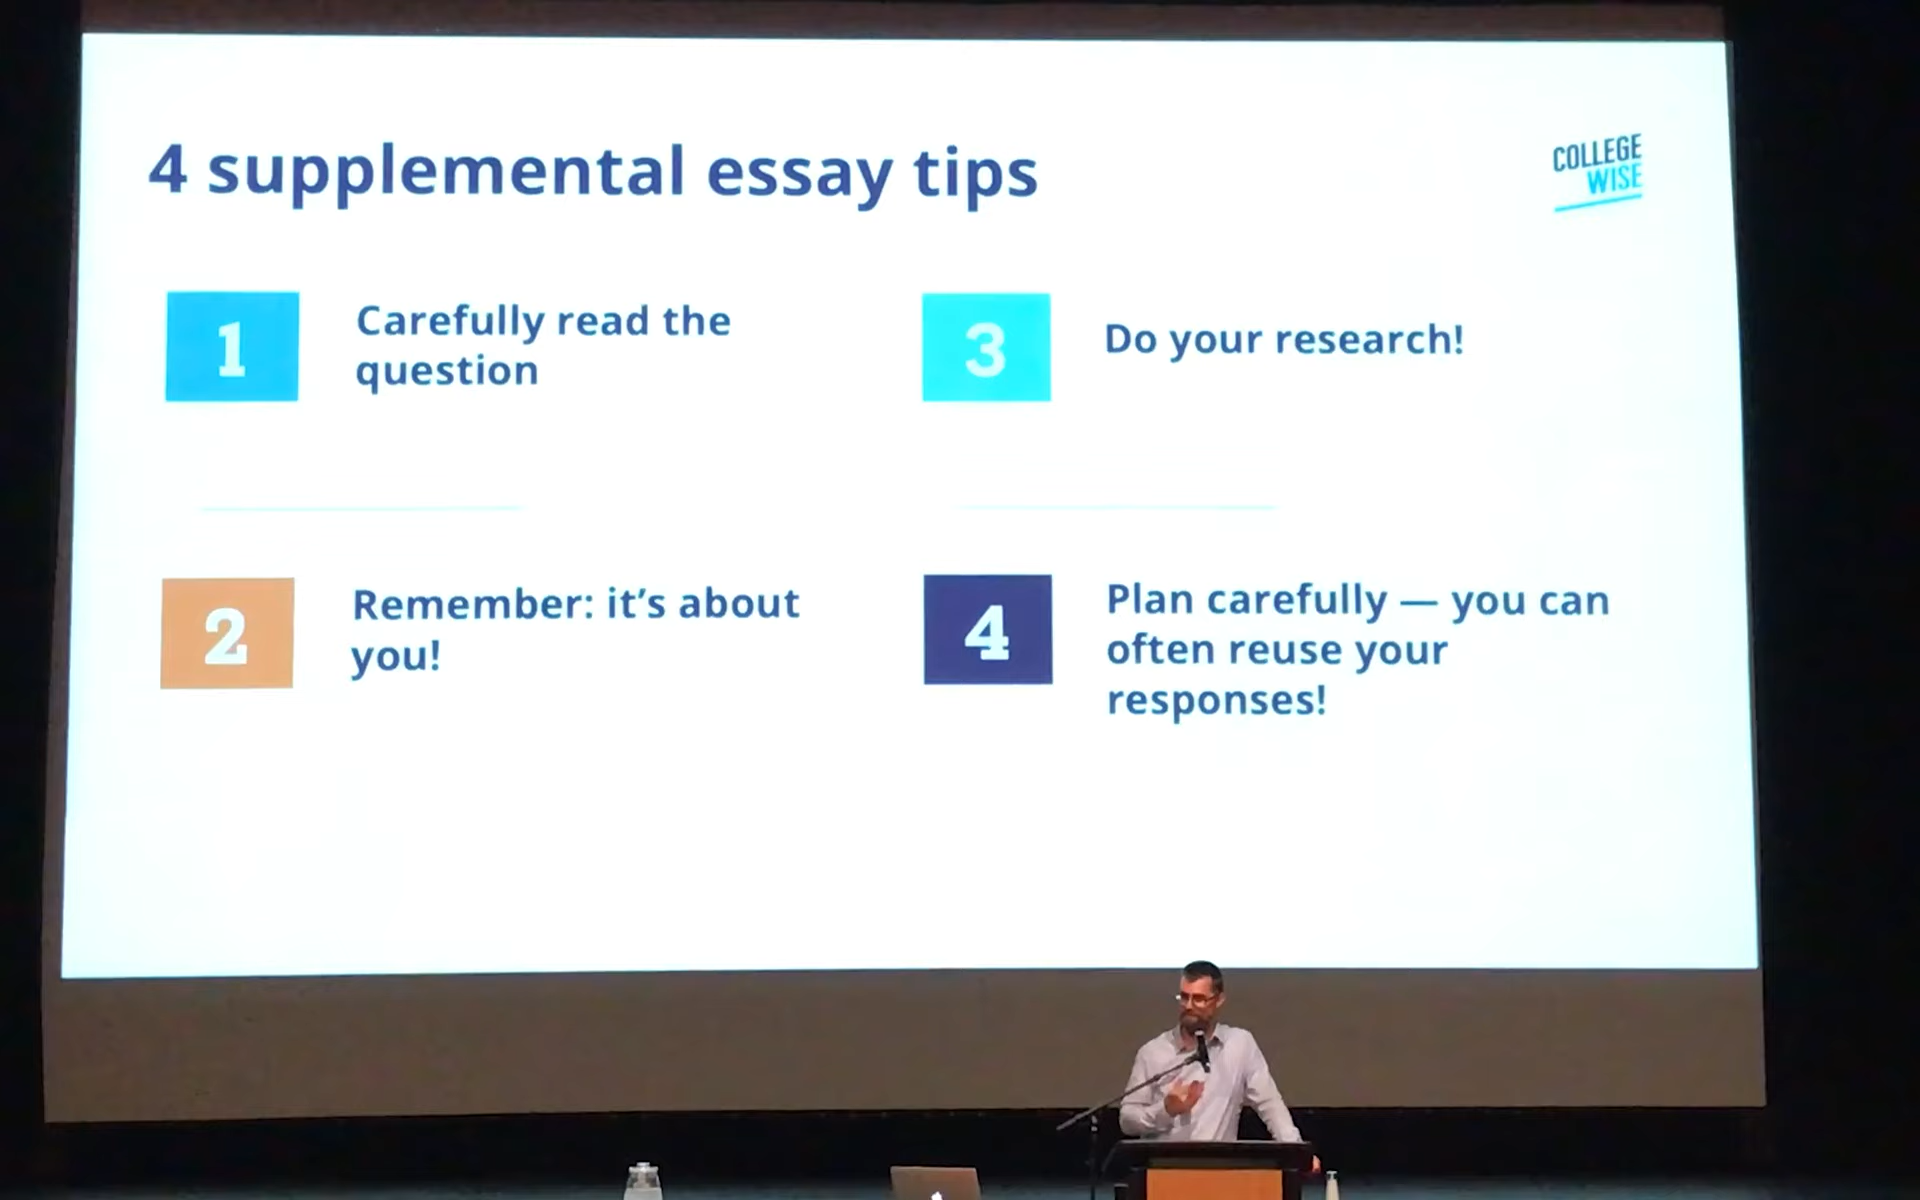 4 supplemental essay tips
COLLEGE
WISE
1
Carefully read the
question
2
Remember: it’s about
you!
3
Do your research!
4
Plan carefully — you can
often reuse your
responses!